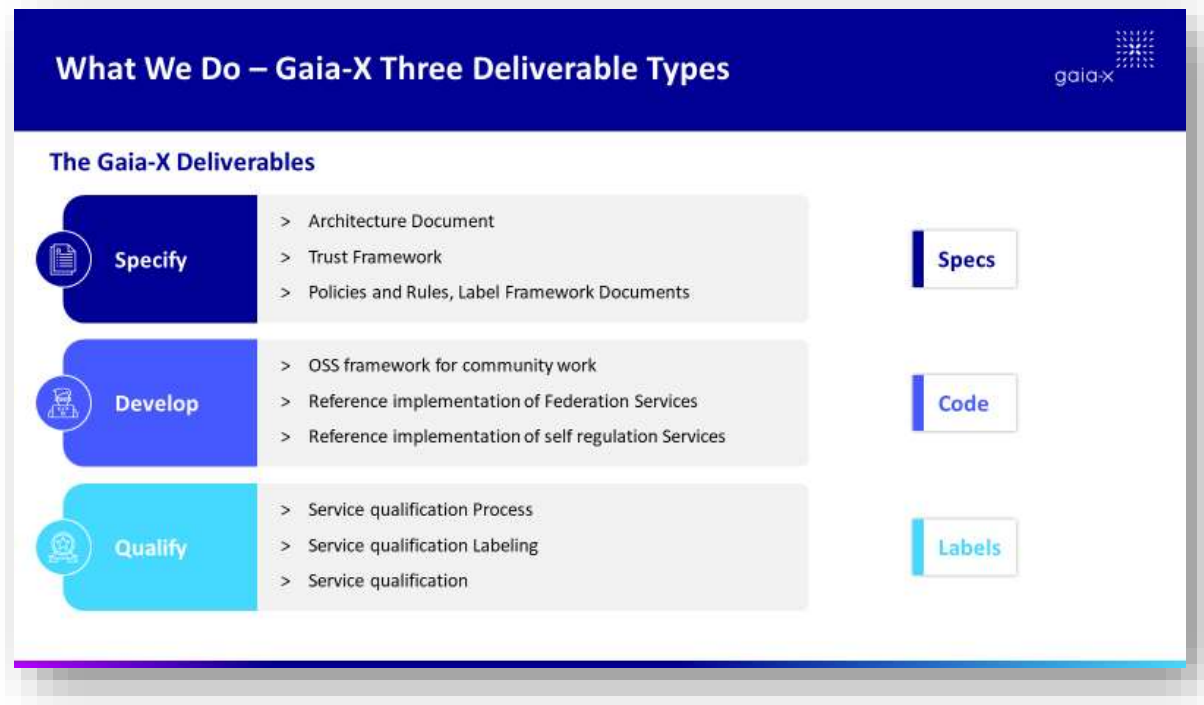 What We Do – Gaia-X Three Deliverable Types
gaia-x
The Gaia-X Deliverables
Specify
> Architecture Document
> Trust Framework
> Policies and Rules, Label Framework Documents
Specs
Develop
> OSS framework for community work
> Reference implementation of Federation Services
> Reference implementation of self regulation Services
Code
Qualify
> Service qualification Process
> Service qualification Labeling
> Service qualification
Labels